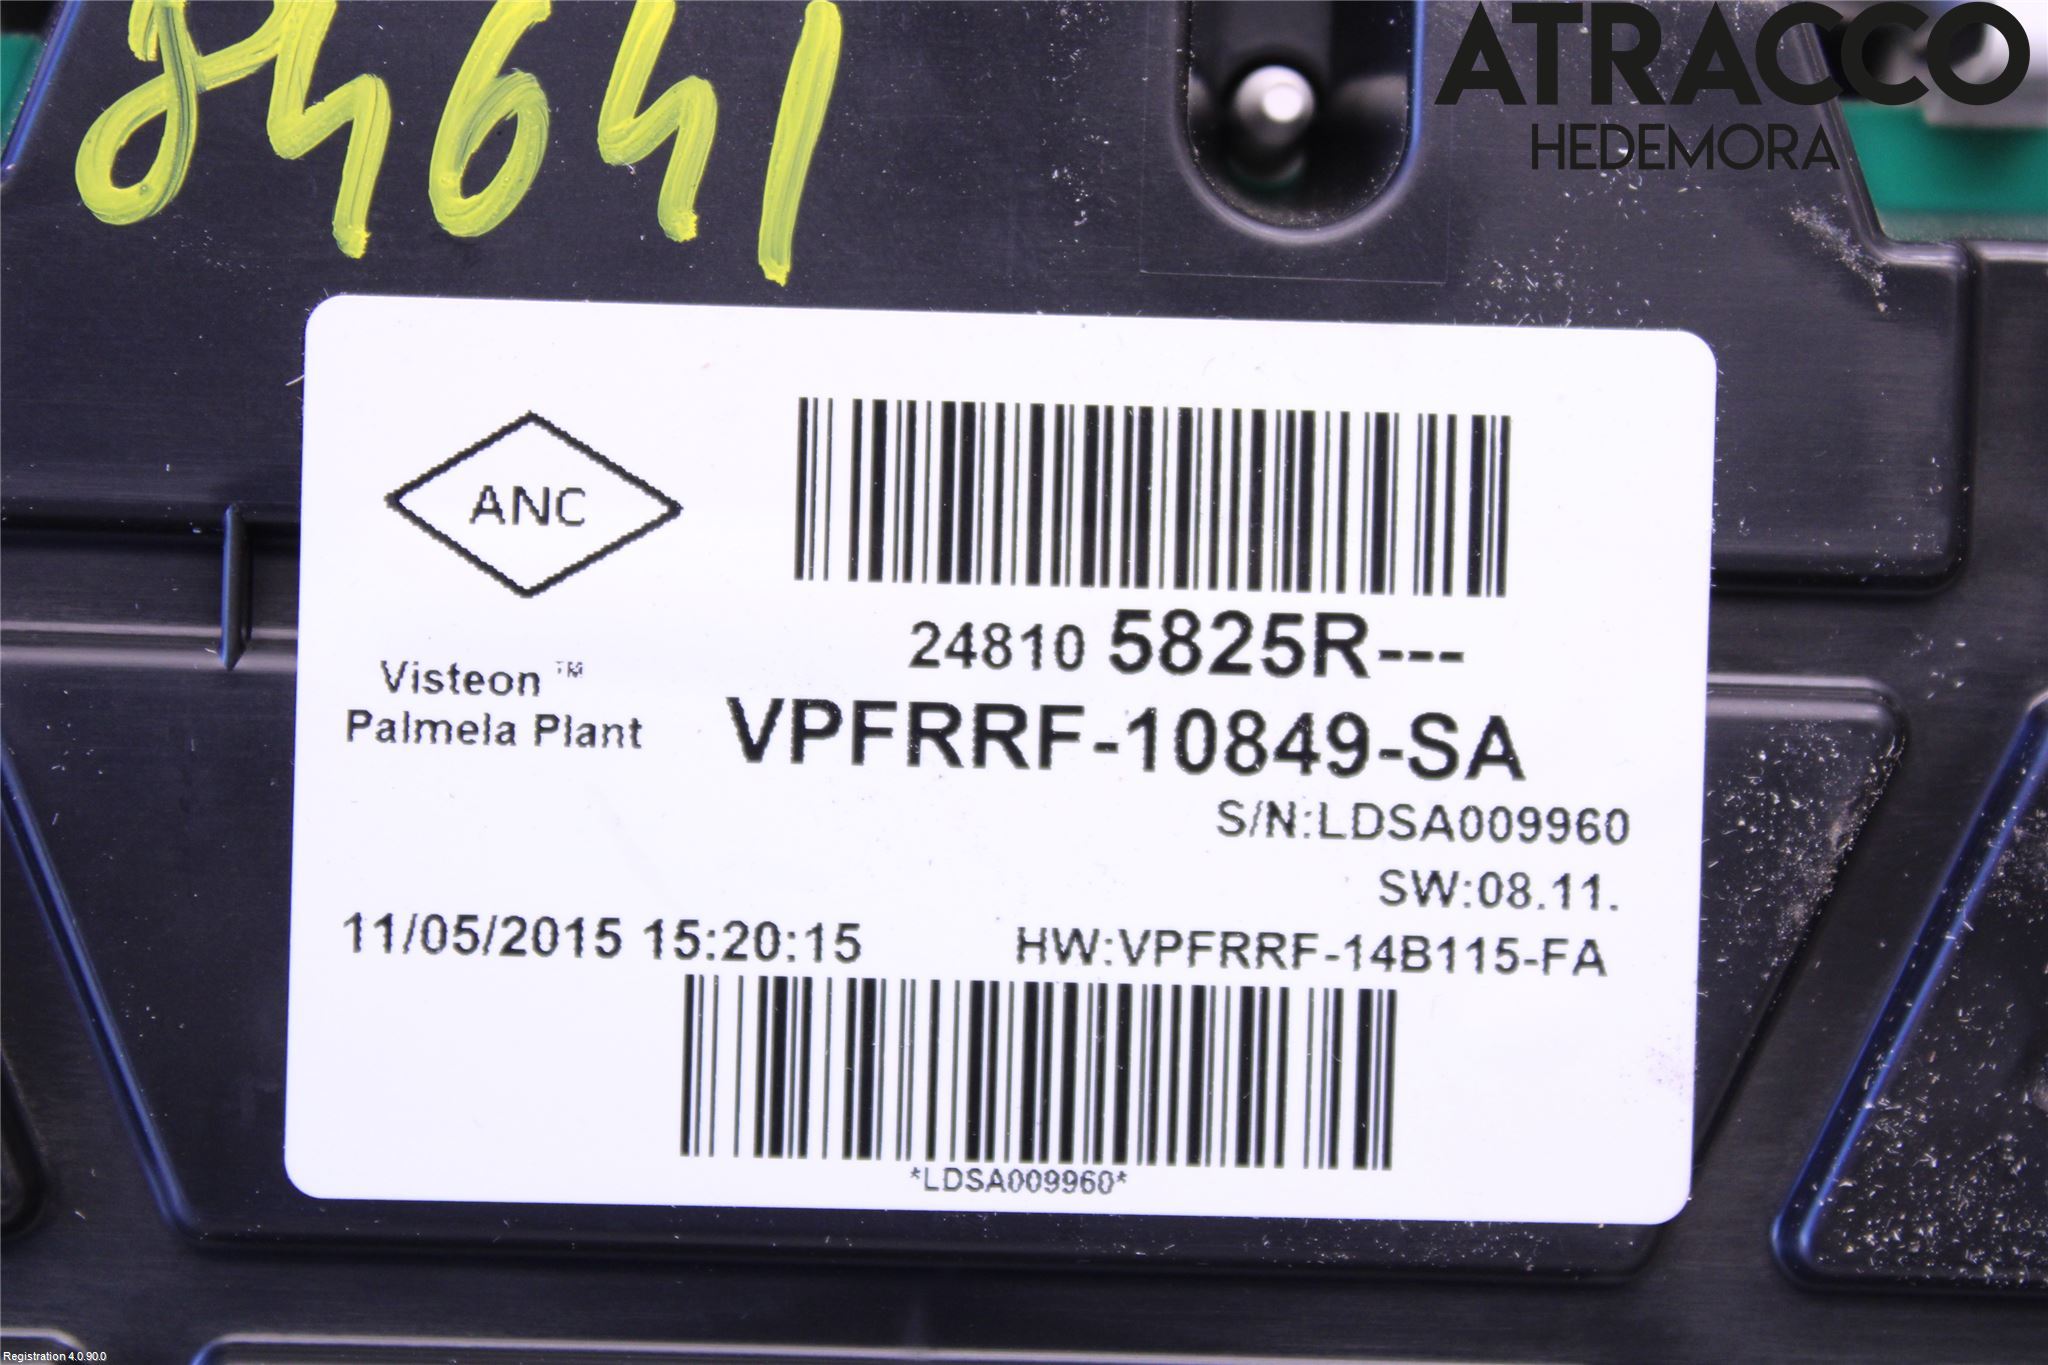 84641
ATRACCO
HEDEMORA
ANC
24810 5825R---
Visteon™
Palmela Plant
VPFRRF-10849-SA
S/N:LDSA009960
SW:08.11.
11/05/2015 15:20:15
HW:VPFRRF-14B115-FA
*LDSA009960*
Registration 4.0.90.0